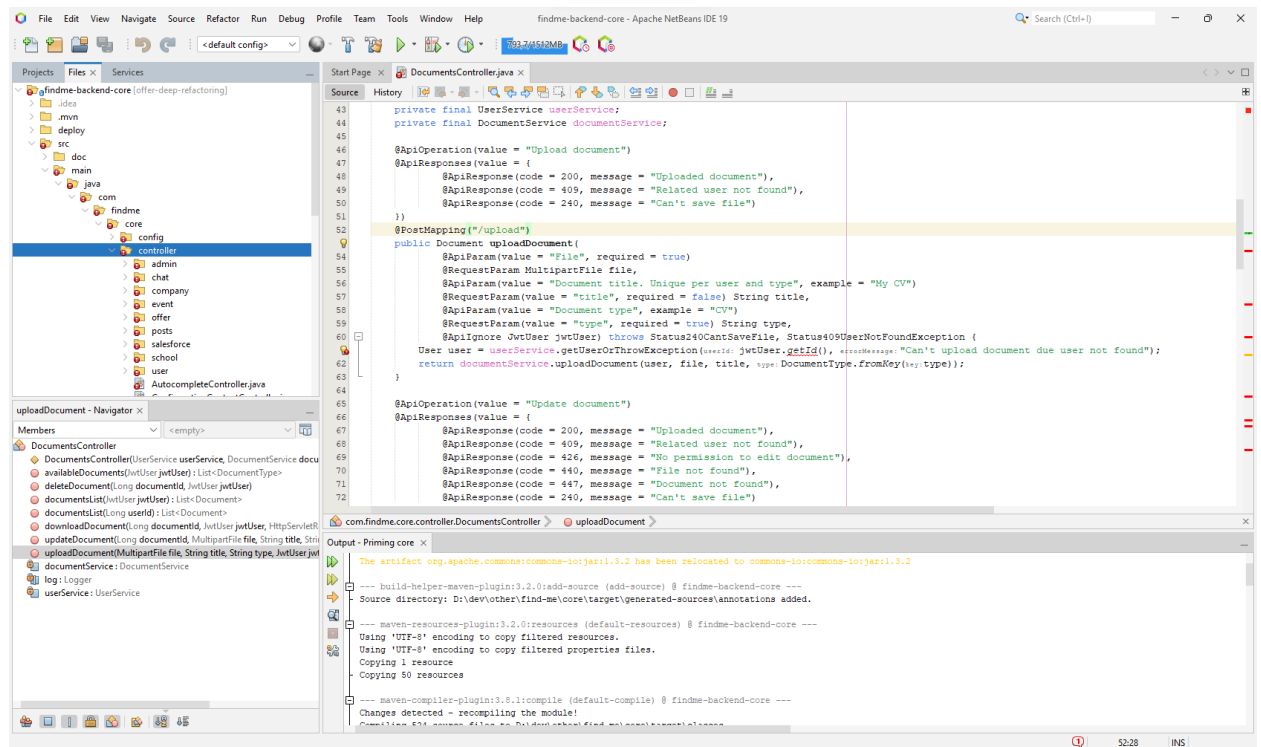 File Edit View Navigate Source Refactor Run Debug Profile Team Tools Window Help findme-backend-core - Apache NetBeans IDE 19 Search (Ctrl+I)
<default config> 793,7/1512MB
Projects Files × Services
findme-backend-core [offer-deep-refactoring]
.idea
.mvn
deploy
src
doc
main
java
com
findme
core
config
controller
admin
chat
company
event
offer
posts
salesforce
school
user
AutocompleteController.java
uploadDocument - Navigator ×
Members <empty>
DocumentsController
DocumentsController(UserService userService, DocumentService docu
availableDocuments(JwtUser jwtUser) : List<DocumentType>
deleteDocument(Long documentId, JwtUser jwtUser)
documentsList(JwtUser jwtUser) : List<Document>
documentsList(Long userId) : List<Document>
downloadDocument(Long documentId, JwtUser jwtUser, HttpServletR
updateDocument(Long documentId, MultipartFile file, String title, Stri
uploadDocument(MultipartFile file, String title, String type, JwtUser jwt
documentService : DocumentService
log : Logger
userService : UserService
Start Page × DocumentsController.java ×
Source History
43 private final UserService userService;
44 private final DocumentService documentService;
45
46 @ApiOperation(value = "Upload document")
47 @ApiResponses(value = {
48 @ApiResponse(code = 200, message = "Uploaded document"),
49 @ApiResponse(code = 409, message = "Related user not found"),
50 @ApiResponse(code = 240, message = "Can't save file")
51 })
52 @PostMapping("/upload")
public Document uploadDocument(
54 @ApiParam(value = "File", required = true)
55 @RequestParam MultipartFile file,
56 @ApiParam(value = "Document title. Unique per user and type", example = "My CV")
57 @RequestParam(value = "title", required = false) String title,
58 @ApiParam(value = "Document type", example = "CV")
59 @RequestParam(value = "type", required = true) String type,
60 @ApiIgnore JwtUser jwtUser) throws Status240CantSaveFile, Status409UserNotFoundException {
User user = userService.getUserOrThrowException(userId: jwtUser.getId(), errorMessage: "Can't upload document due user not found");
62 return documentService.uploadDocument(user, file, title, type: DocumentType.fromKey(key: type));
63 }
64
65 @ApiOperation(value = "Update document")
66 @ApiResponses(value = {
67 @ApiResponse(code = 200, message = "Uploaded document"),
68 @ApiResponse(code = 409, message = "Related user not found"),
69 @ApiResponse(code = 426, message = "No permission to edit document"),
70 @ApiResponse(code = 440, message = "File not found"),
71 @ApiResponse(code = 447, message = "Document not found"),
72 @ApiResponse(code = 240, message = "Can't save file")
com.findme.core.controller.DocumentsController uploadDocument
Output - Priming core ×
The artifact org.apache.commons:commons-io:jar:1.3.2 has been relocated to commons-io:commons-io:jar:1.3.2
--- build-helper-maven-plugin:3.2.0:add-source (add-source) @ findme-backend-core ---
Source directory: D:\dev\other\find-me\core\target\generated-sources\annotations added.
--- maven-resources-plugin:3.2.0:resources (default-resources) @ findme-backend-core ---
Using 'UTF-8' encoding to copy filtered resources.
Using 'UTF-8' encoding to copy filtered properties files.
Copying 1 resource
Copying 50 resources
--- maven-compiler-plugin:3.8.1:compile (default-compile) @ findme-backend-core ---
Changes detected - recompiling the module!
Compiling 524 source files to D:\dev\other\find-me\core\target\classes
1 52:28 INS